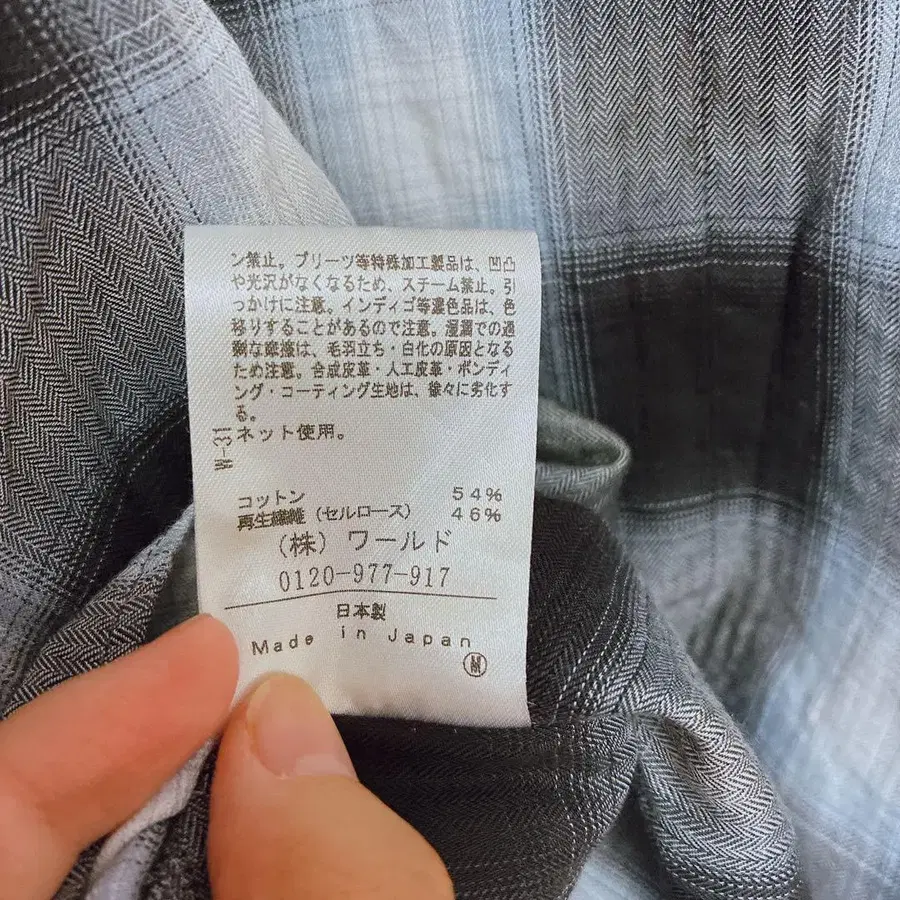 ン禁止。プリーツ等特殊加工製品は、凹凸
や光沢がなくなるため、スチーム禁止。引
っかけに注意。インディゴ等濃色品は、色
移りすることがあるので注意。湿潤での過
剰な摩擦は、毛羽立ち・白化の原因となる
ため注意。合成皮革・人工皮革・ボンディ
ング・コーティング生地は、徐々に劣化す
る。
ネット使用。
M-31
コットン 54%
再生繊維（セルロース） 46%
（株）ワールド
0120-977-917
日本製
Made in Japan
M